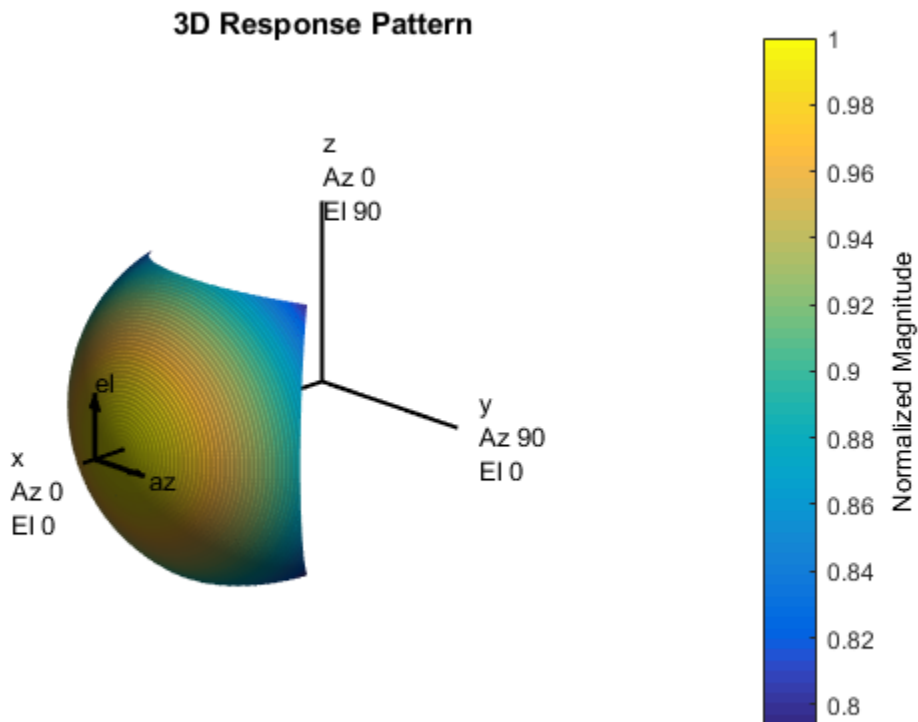 3D Response Pattern
z
Az 0
El 90
el
az
x
Az 0
El 0
y
Az 90
El 0
1
0.98
0.96
0.94
0.92
0.9
0.88
0.86
0.84
0.82
0.8
Normalized Magnitude